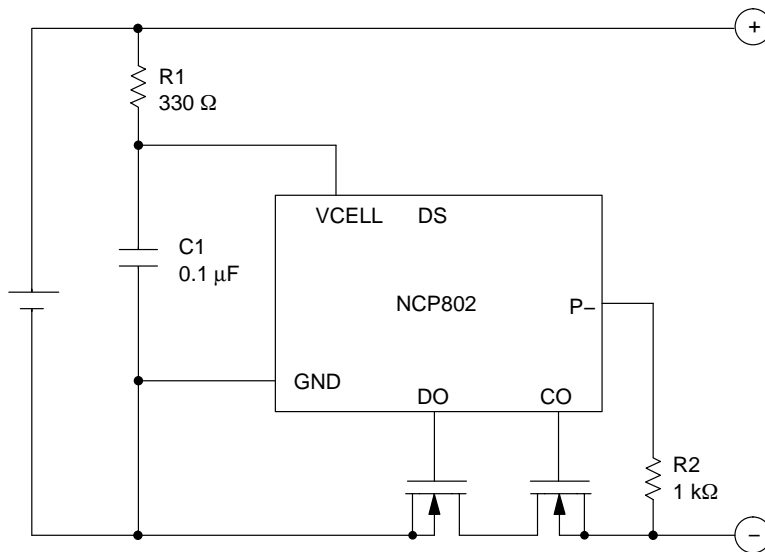 +
R1
330 Ω
VCELL DS
C1
0.1 μF
NCP802
P−
GND
DO CO
R2
1 kΩ
−